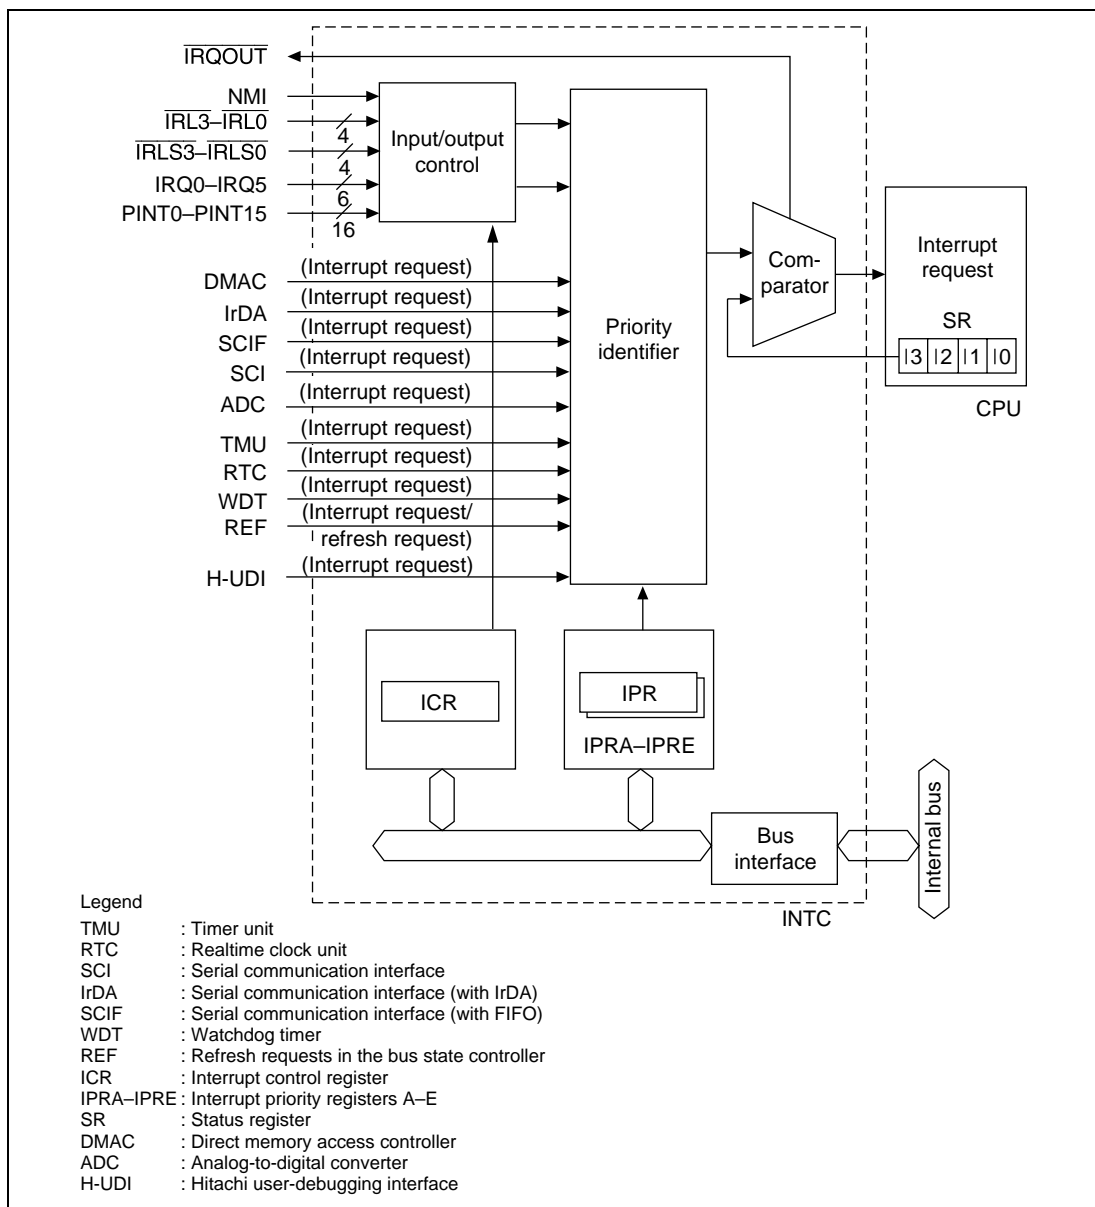 IRQOUT
NMI
IRL3–IRL0
4
IRLS3–IRLS0
4
IRQ0–IRQ5
6
PINT0–PINT15
16
Input/output
control
DMAC
(Interrupt request)
IrDA
(Interrupt request)
SCIF
(Interrupt request)
SCI
(Interrupt request)
ADC
(Interrupt request)
TMU
(Interrupt request)
RTC
(Interrupt request)
WDT
(Interrupt request)
REF
(Interrupt request/
refresh request)
H-UDI
(Interrupt request)
Priority
identifier
Com-
parator
Interrupt
request
SR
I3 I2 I1 I0
CPU
ICR
IPR
IPRA–IPRE
Bus
interface
Internal bus
INTC
Legend
TMU : Timer unit
RTC : Realtime clock unit
SCI : Serial communication interface
IrDA : Serial communication interface (with IrDA)
SCIF : Serial communication interface (with FIFO)
WDT : Watchdog timer
REF : Refresh requests in the bus state controller
ICR : Interrupt control register
IPRA–IPRE : Interrupt priority registers A–E
SR : Status register
DMAC : Direct memory access controller
ADC : Analog-to-digital converter
H-UDI : Hitachi user-debugging interface